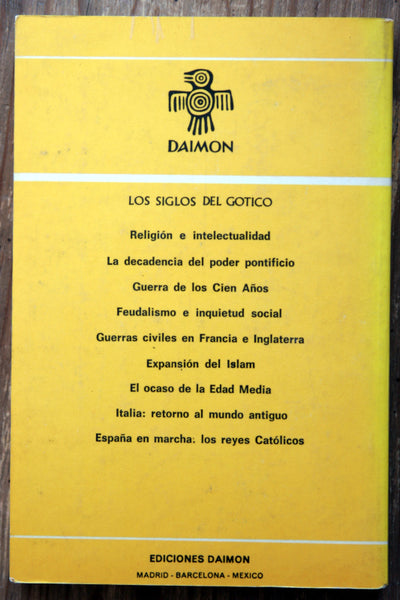 DAIMON
LOS SIGLOS DEL GOTICO
Religión e intelectualidad
La decadencia del poder pontificio
Guerra de los Cien Años
Feudalismo e inquietud social
Guerras civiles en Francia e Inglaterra
Expansión del Islam
El ocaso de la Edad Media
Italia: retorno al mundo antiguo
España en marcha: los reyes Católicos
EDICIONES DAIMON
MADRID - BARCELONA - MEXICO